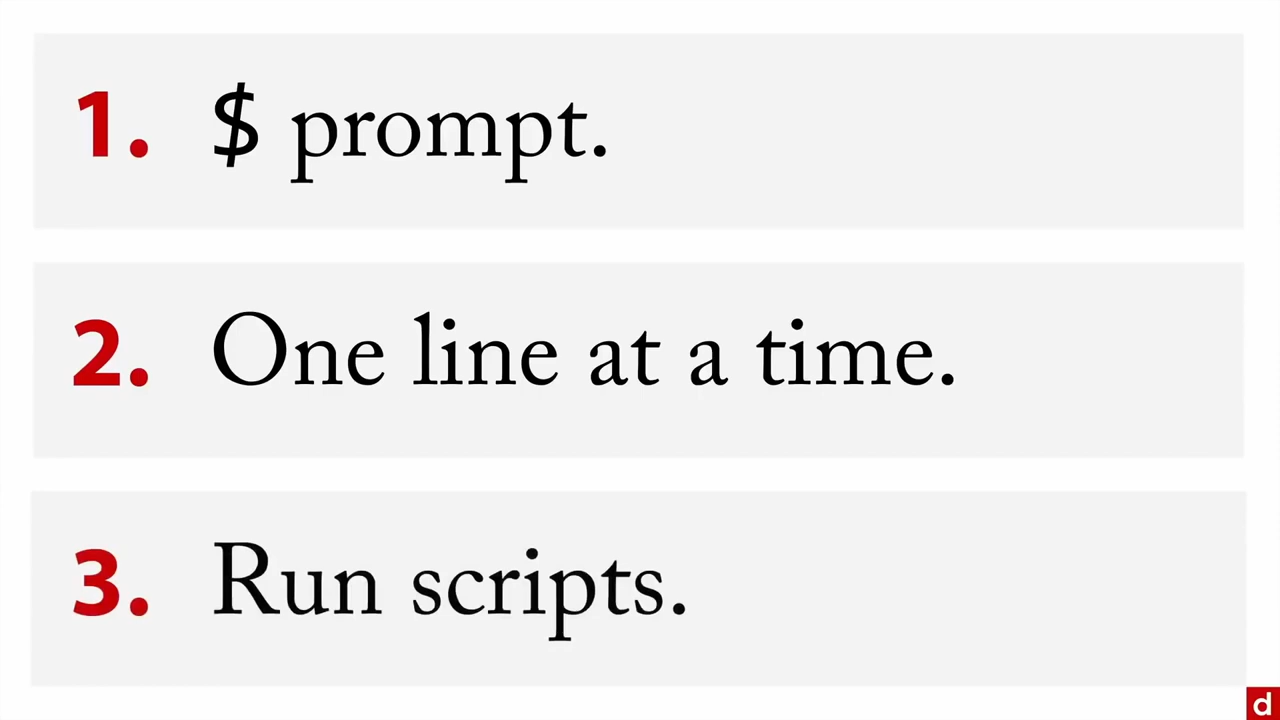 1. $ prompt.
2. One line at a time.
3. Run scripts.
d